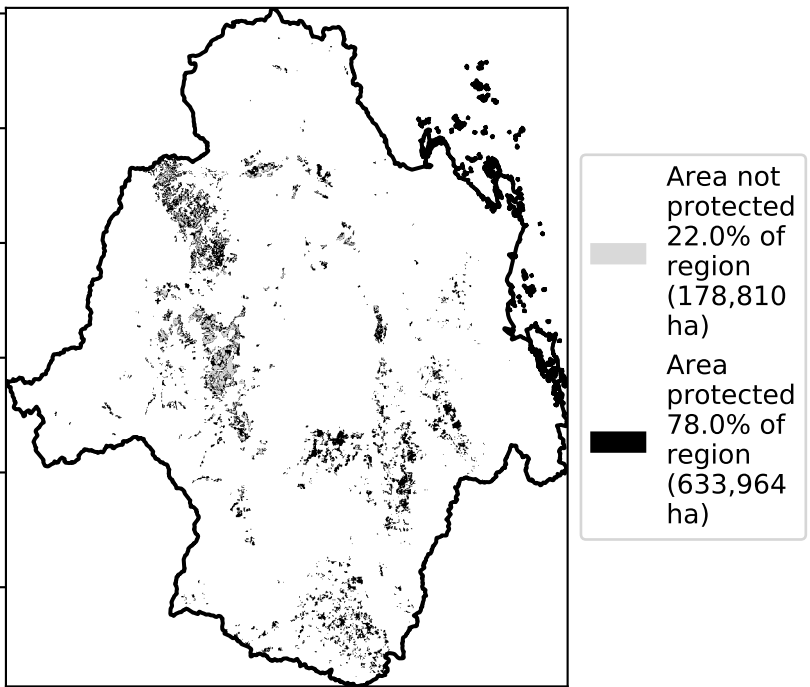 Area not
protected
22.0% of
region
(178,810
ha)
Area
protected
78.0% of
region
(633,964
ha)